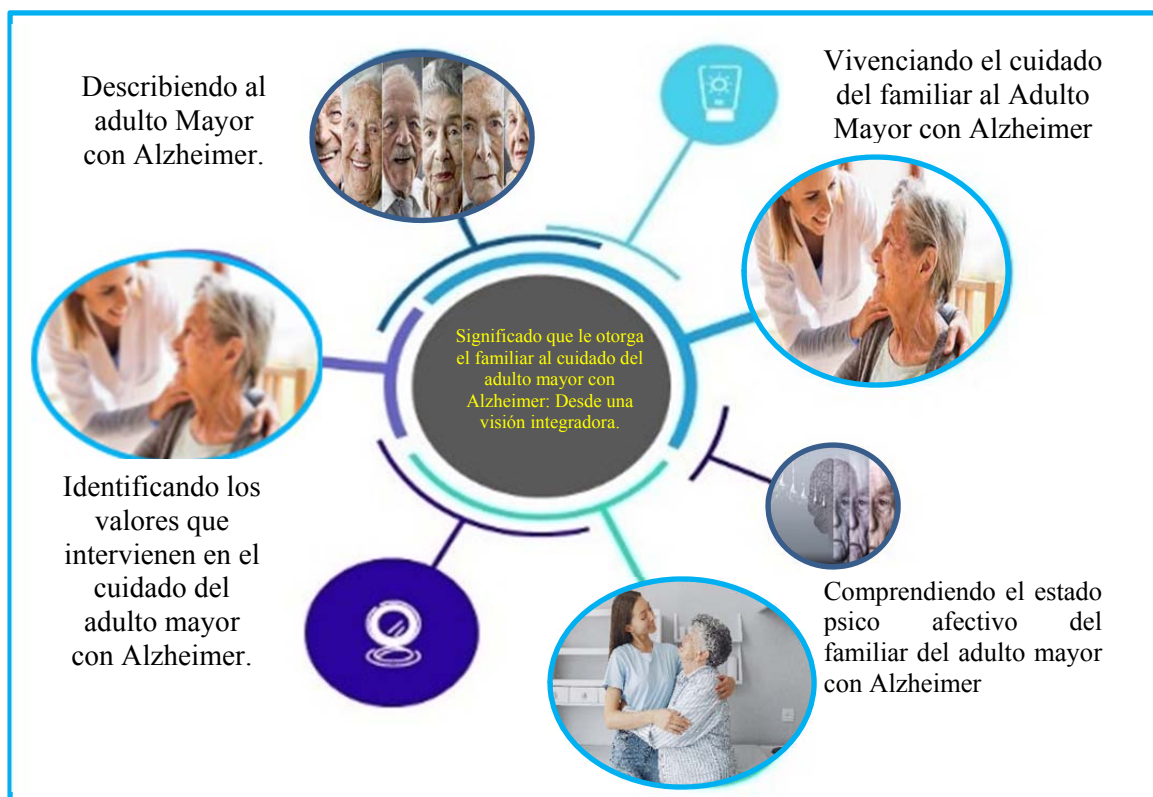 Describiendo al
adulto Mayor
con Alzheimer.
Vivenciando el cuidado
del familiar al Adulto
Mayor con Alzheimer
Significado que le otorga
el familiar al cuidado del
adulto mayor con
Alzheimer: Desde una
visión integradora.
Identificando los
valores que
intervienen en el
cuidado del
adulto mayor
con Alzheimer.
Comprendiendo el estado
psico afectivo del
familiar del adulto mayor
con Alzheimer